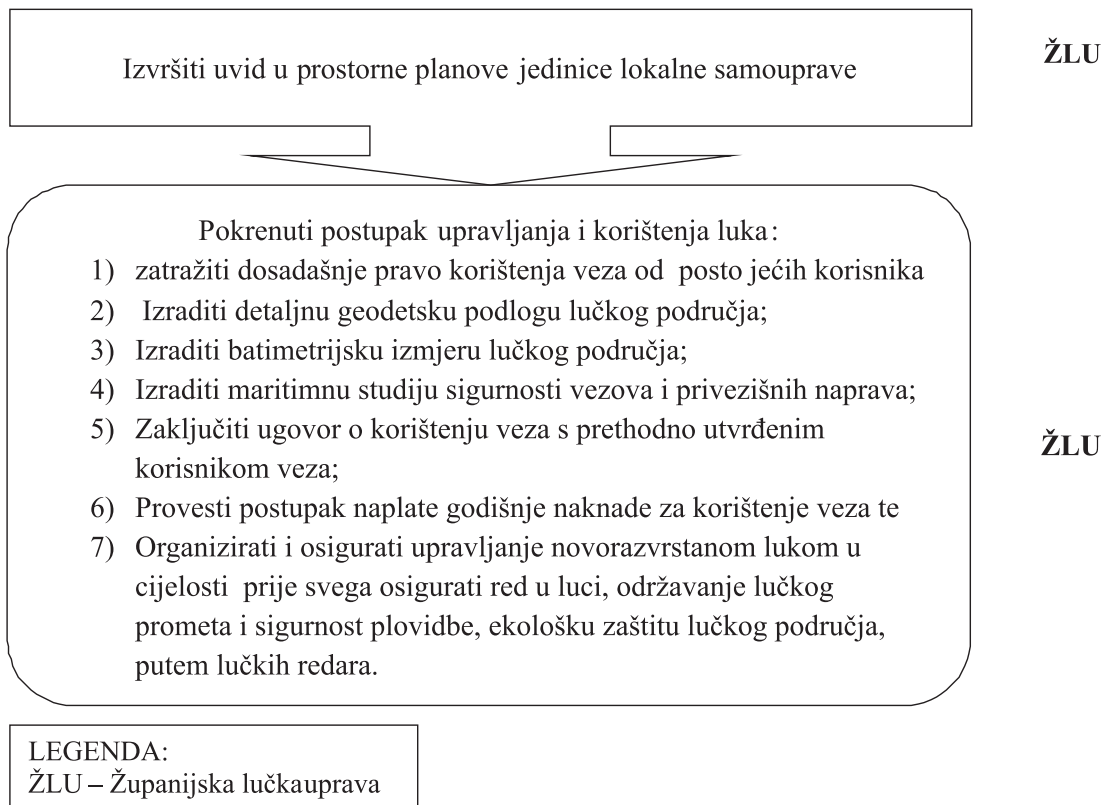 Izvršiti uvid u prostorne planove jedinice lokalne samouprave
ŽLU
Pokrenuti postupak upravljanja i korištenja luka:
1) zatražiti dosadašnje pravo korištenja veza od posto jećih korisnika
2) Izraditi detaljnu geodetsku podlogu lučkog područja;
3) Izraditi batimetrijsku izmjeru lučkog područja;
4) Izraditi maritimnu studiju sigurnosti vezova i privezišnih naprava;
5) Zaključiti ugovor o korištenju veza s prethodno utvrđenim
korisnikom veza;
6) Provesti postupak naplate godišnje naknade za korištenje veza te
7) Organizirati i osigurati upravljanje novorazvrstanom lukom u
cijelosti prije svega osigurati red u luci, održavanje lučkog
prometa i sigurnost plovidbe, ekološku zaštitu lučkog područja,
putem lučkih redara.
ŽLU
LEGENDA:
ŽLU – Županijska lučkauprava